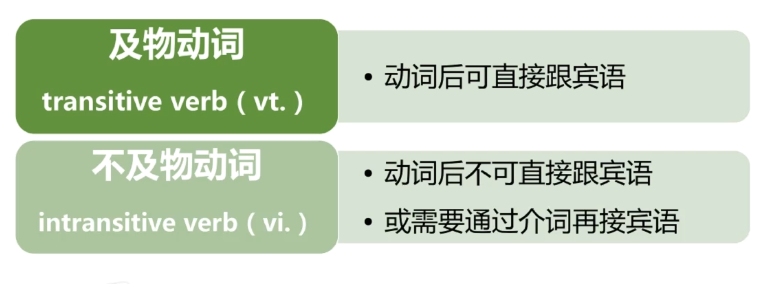 及物动词
transitive verb（vt.）
• 动词后可直接跟宾语
不及物动词
intransitive verb（vi.）
• 动词后不可直接跟宾语
• 或需要通过介词再接宾语